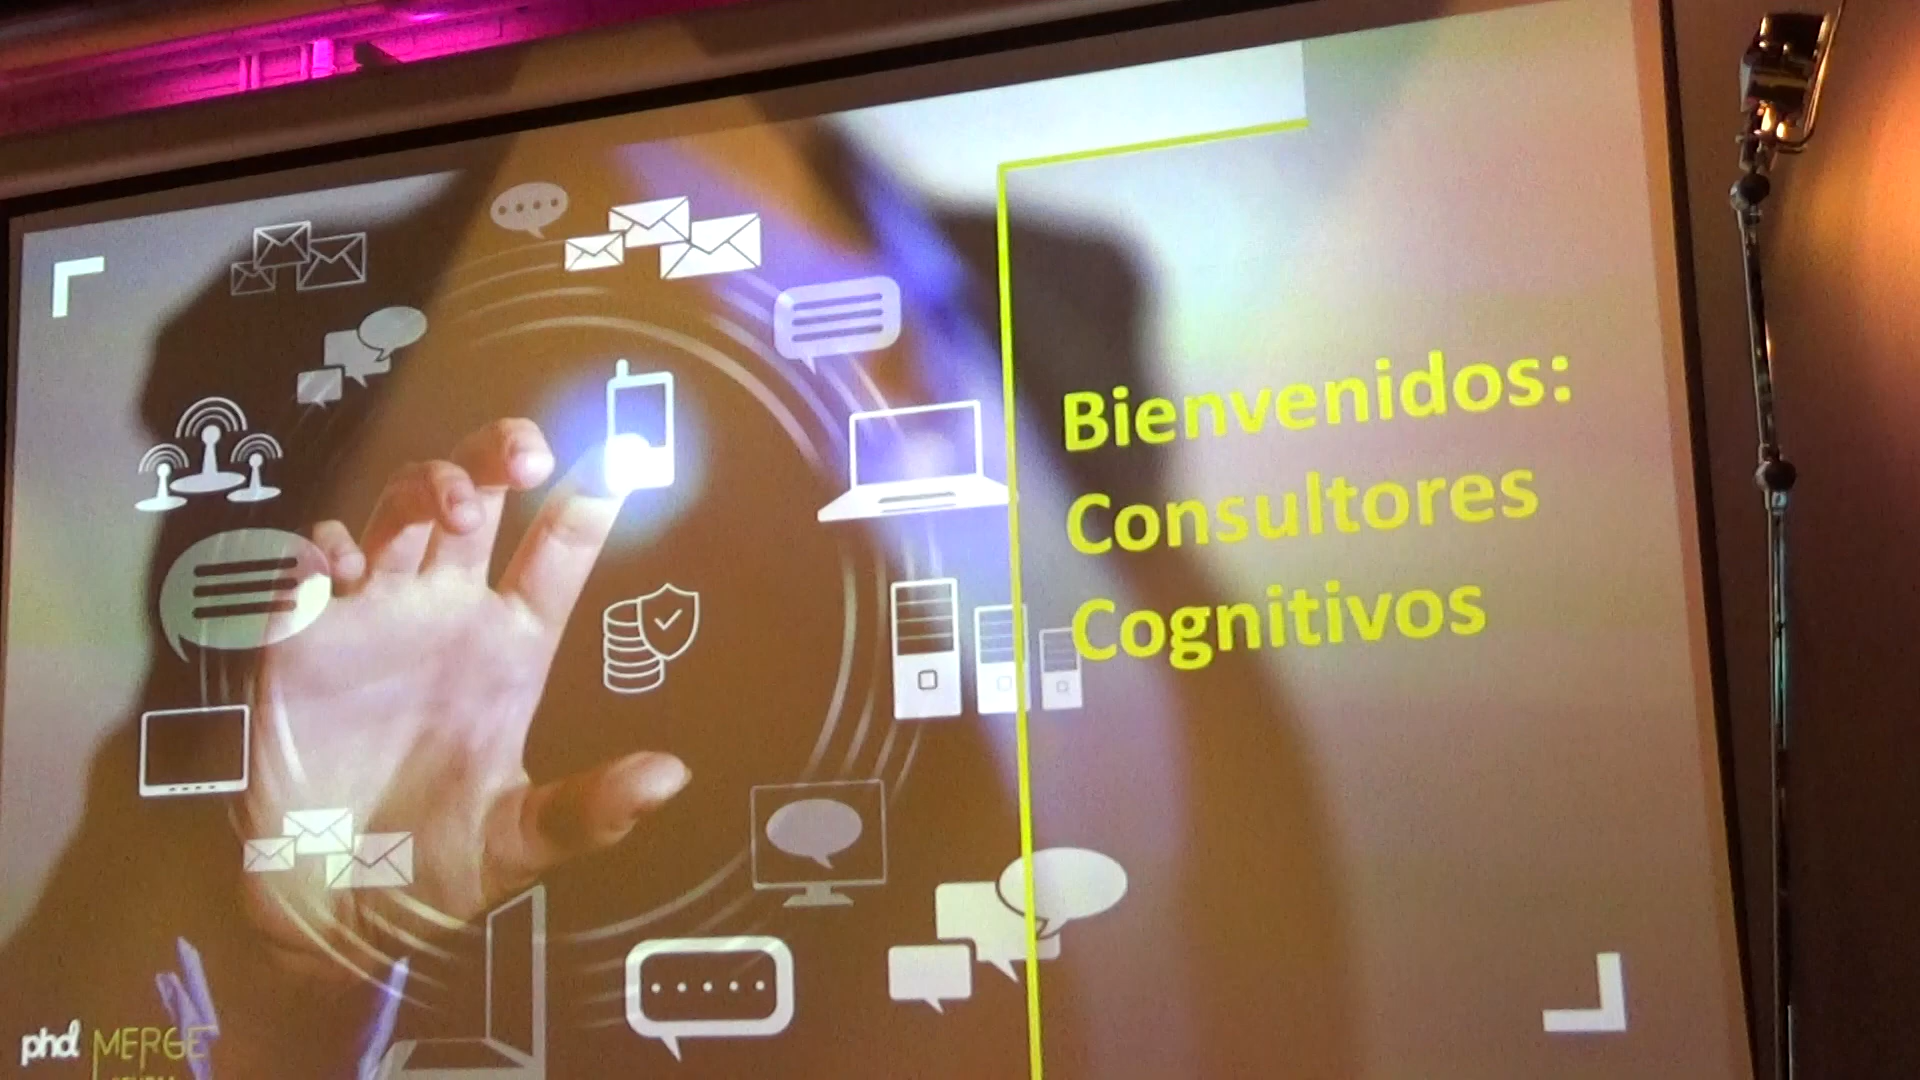 Bienvenidos:
Consultores
Cognitivos
phd MERGE